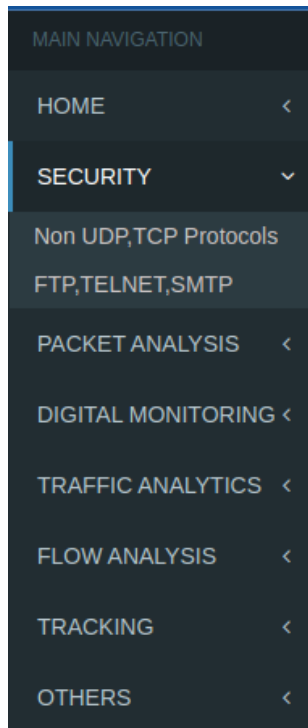 MAIN NAVIGATION
HOME
SECURITY
Non UDP,TCP Protocols
FTP,TELNET,SMTP
PACKET ANALYSIS
DIGITAL MONITORING
TRAFFIC ANALYTICS
FLOW ANALYSIS
TRACKING
OTHERS